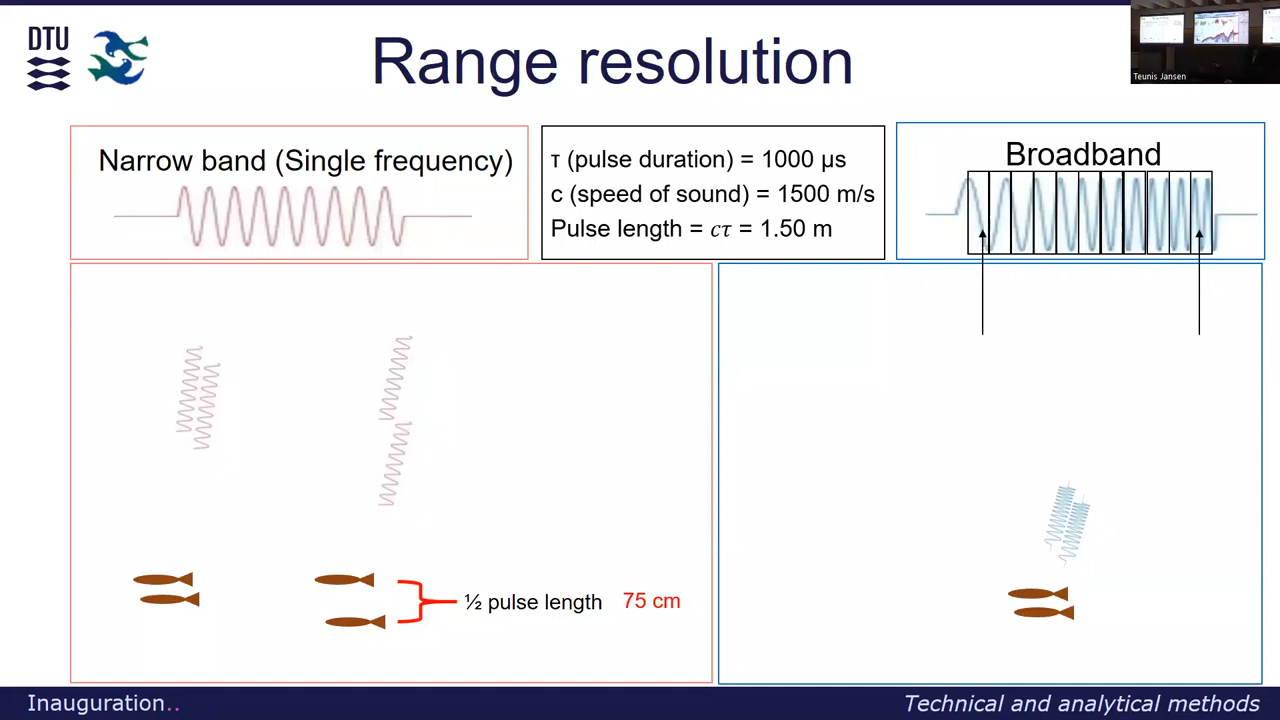 DTU
Range resolution
Teunis Jansen
Narrow band (Single frequency)
τ (pulse duration) = 1000 µs
c (speed of sound) = 1500 m/s
Pulse length = 𝑐𝜏 = 1.50 m
Broadband
½ pulse length 75 cm
Inauguration..
Technical and analytical methods